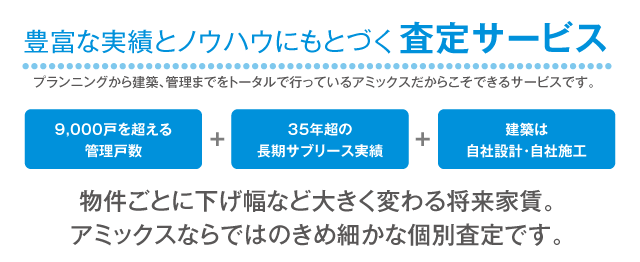 豊富な実績とノウハウにもとづく 査定サービス
プランニングから建築、管理までをトータルで行っているアミックスだからこそできるサービスです。
9,000戸を超える
管理戸数
+
35年超の
長期サブリース実績
+
建築は
自社設計・自社施工
物件ごとに下げ幅など大きく変わる将来家賃。
アミックスならではのきめ細かな個別査定です。